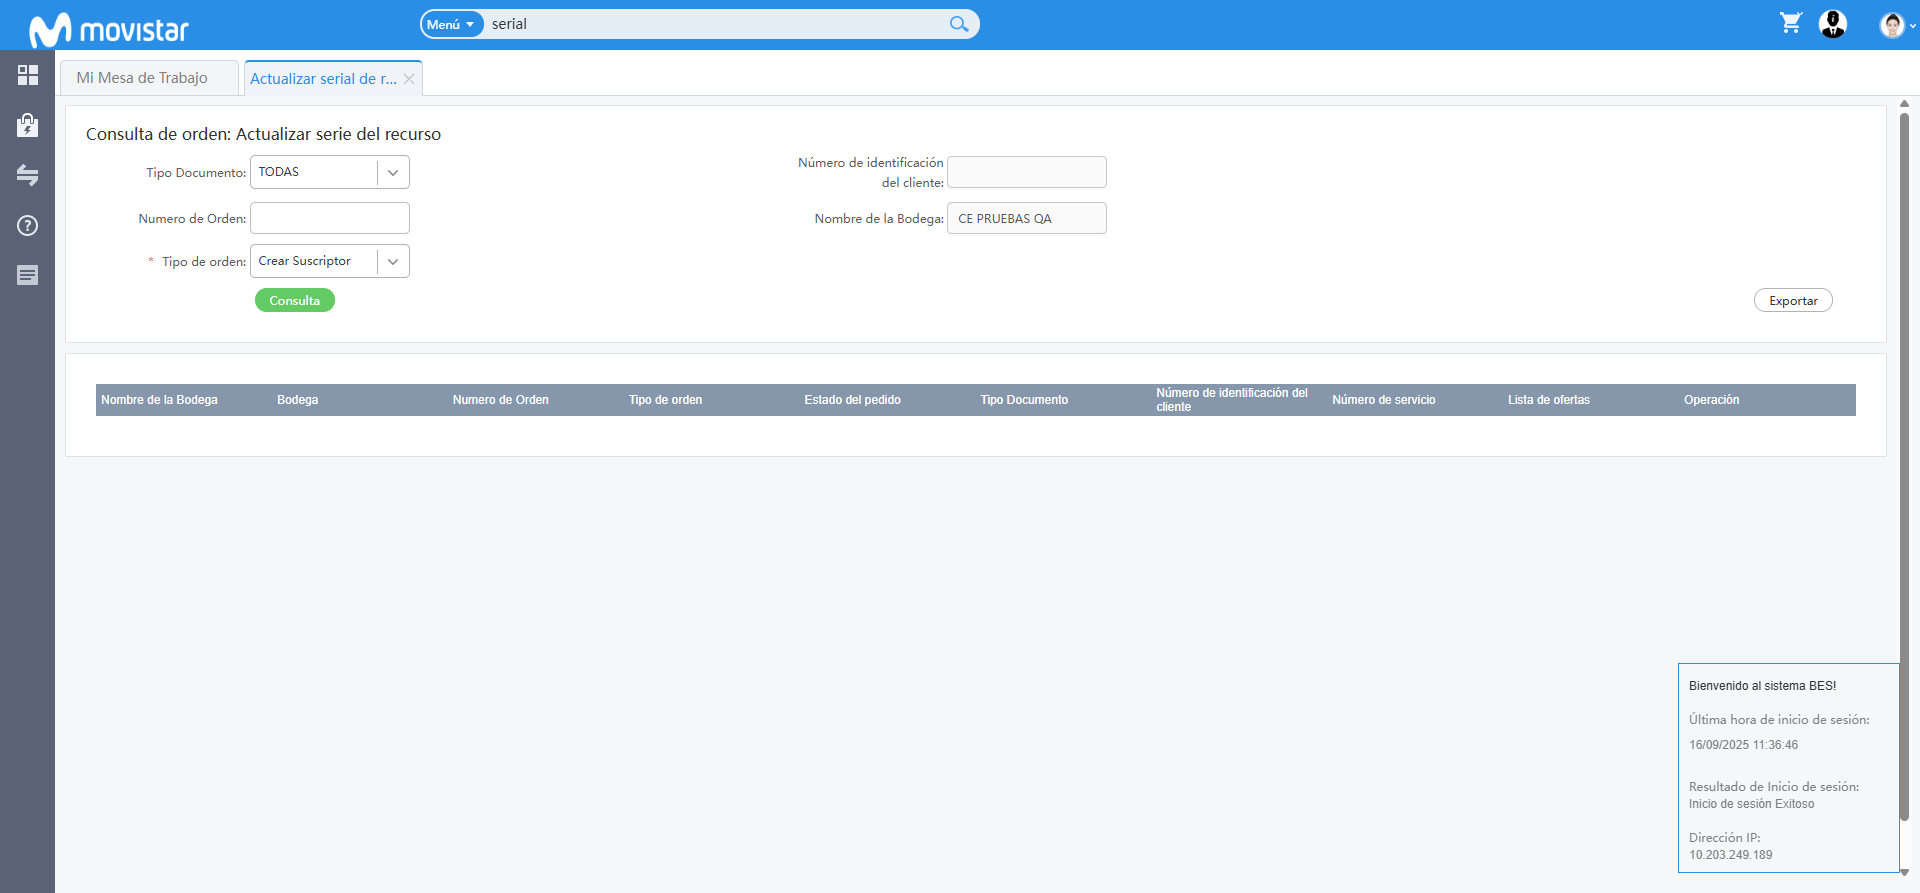 movistar
Menú
serial
Mi Mesa de Trabajo
Actualizar serial de r...
Consulta de orden: Actualizar serie del recurso
Tipo Documento:
TODAS
Número de identificación
del cliente:
Numero de Orden:
Nombre de la Bodega:
CE PRUEBAS QA
* Tipo de orden:
Crear Suscriptor
Consulta
Exportar
Nombre de la Bodega
Bodega
Numero de Orden
Tipo de orden
Estado del pedido
Tipo Documento
Número de identificación del
cliente
Número de servicio
Lista de ofertas
Operación
Bienvenido al sistema BES!
Última hora de inicio de sesión:
16/09/2025 11:36:46
Resultado de Inicio de sesión:
Inicio de sesión Exitoso
Dirección IP:
10.203.249.189